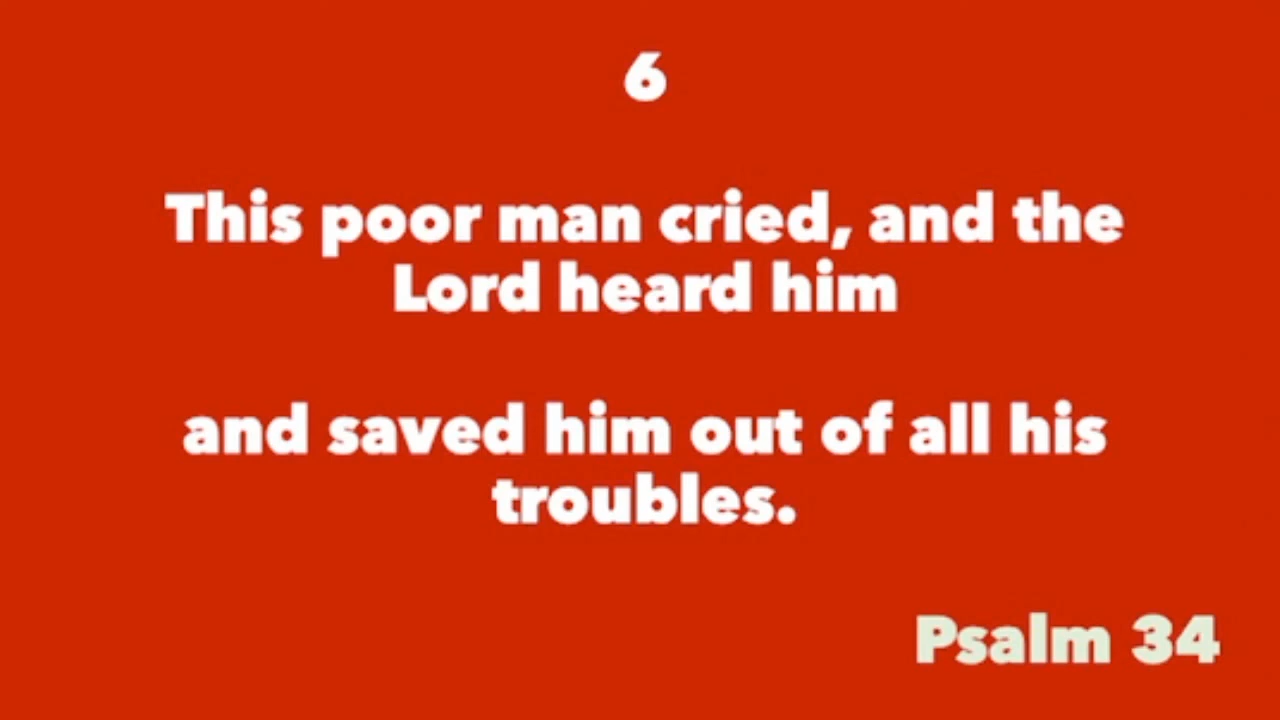 6
This poor man cried, and the
Lord heard him
and saved him out of all his
troubles.
Psalm 34